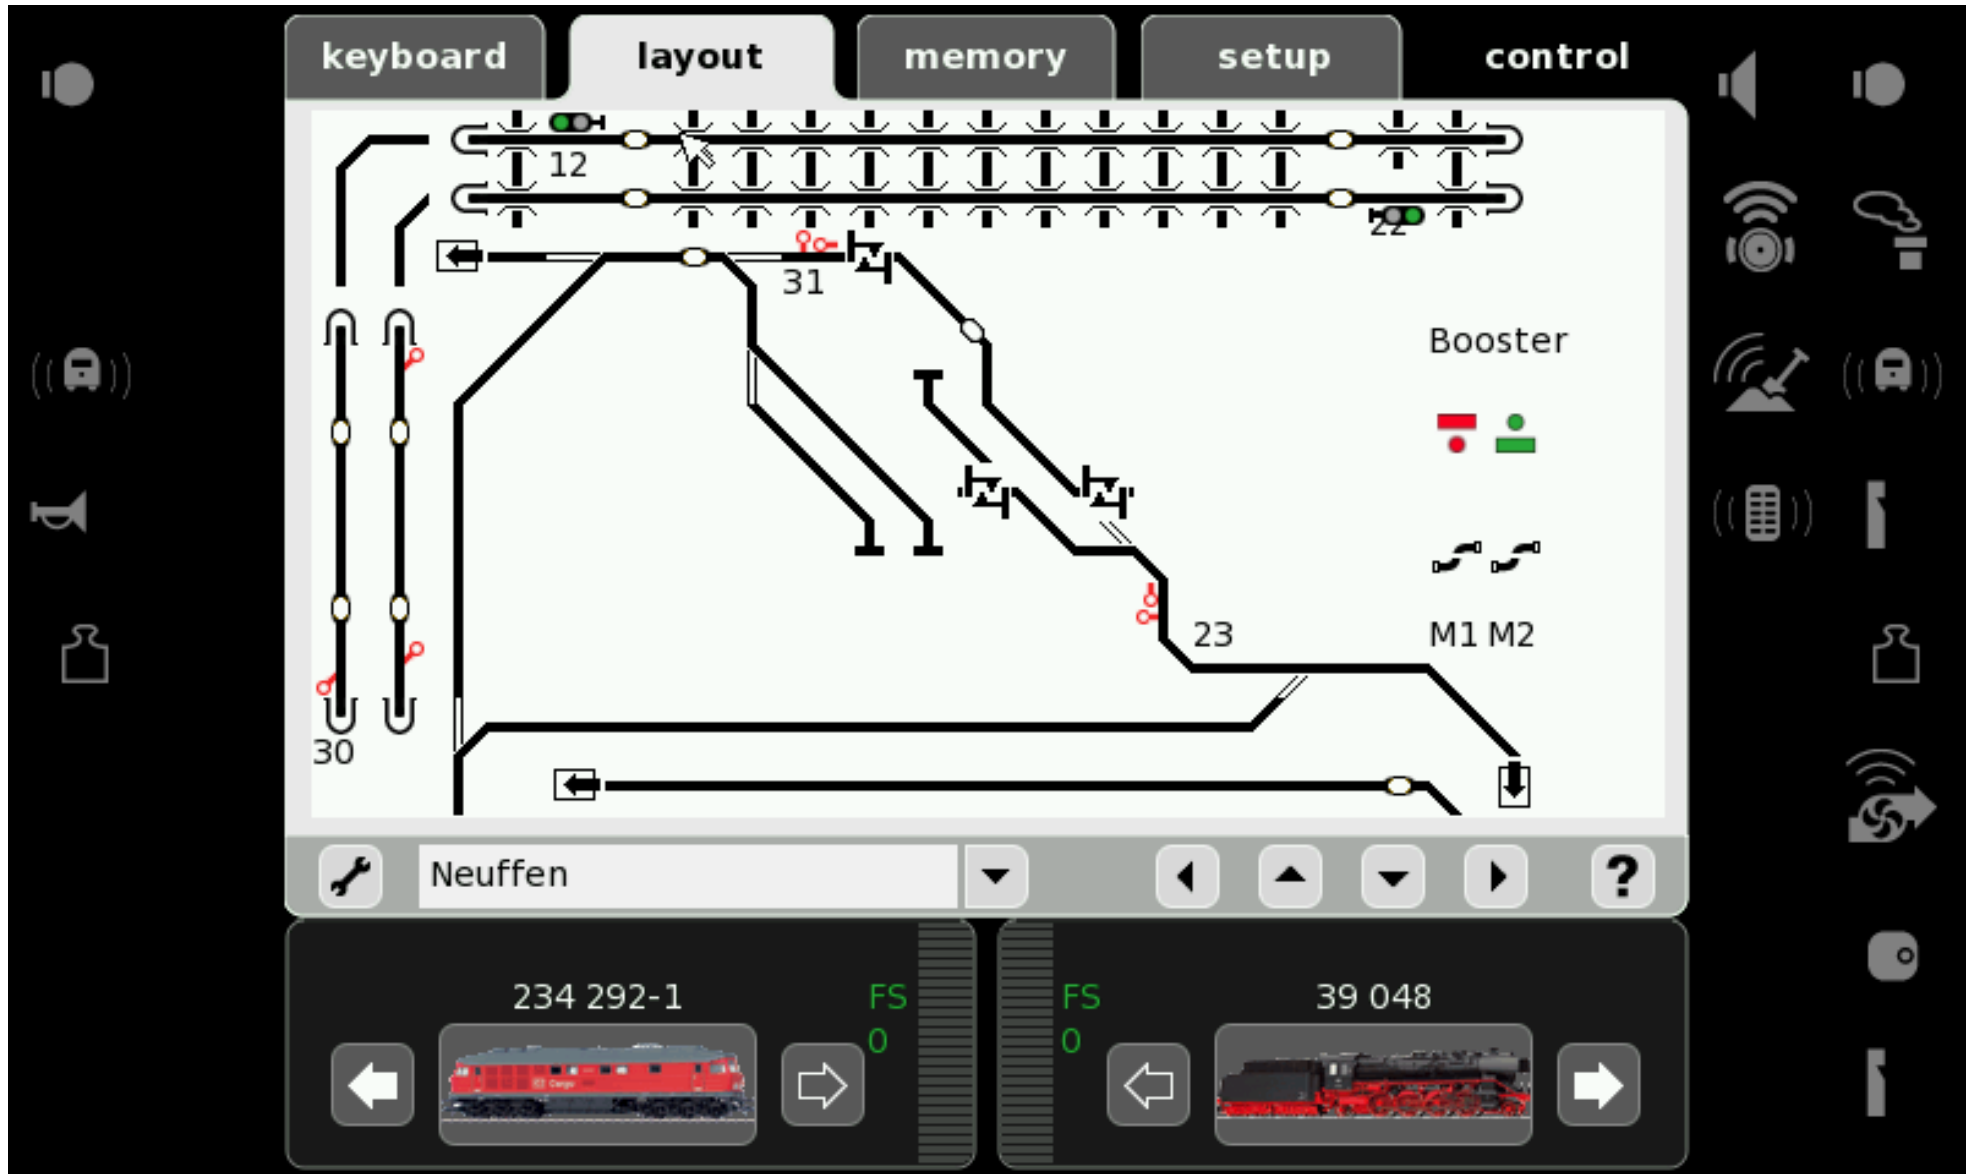 keyboard layout memory setup control
12
22
31
Booster
23
M1 M2
30
Neuffen
?
234 292-1 FS
0
FS 39 048
0
Cargo